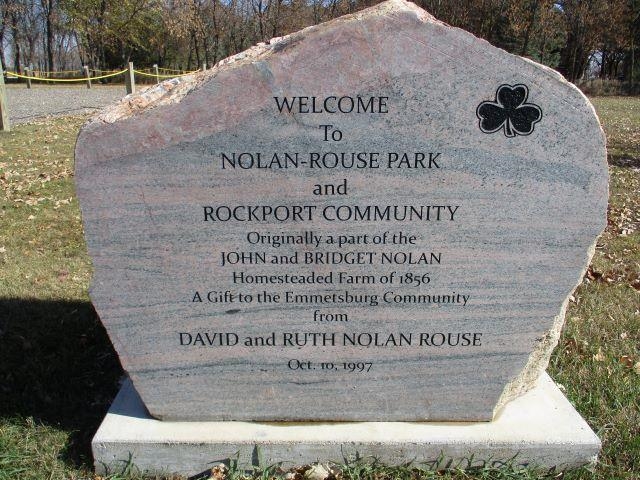 WELCOME
To
NOLAN-ROUSE PARK
and
ROCKPORT COMMUNITY
Originally a part of the
JOHN and BRIDGET NOLAN
Homesteaded Farm of 1856
A Gift to the Emmetsburg Community
from
DAVID and RUTH NOLAN ROUSE
Oct. 10, 1997